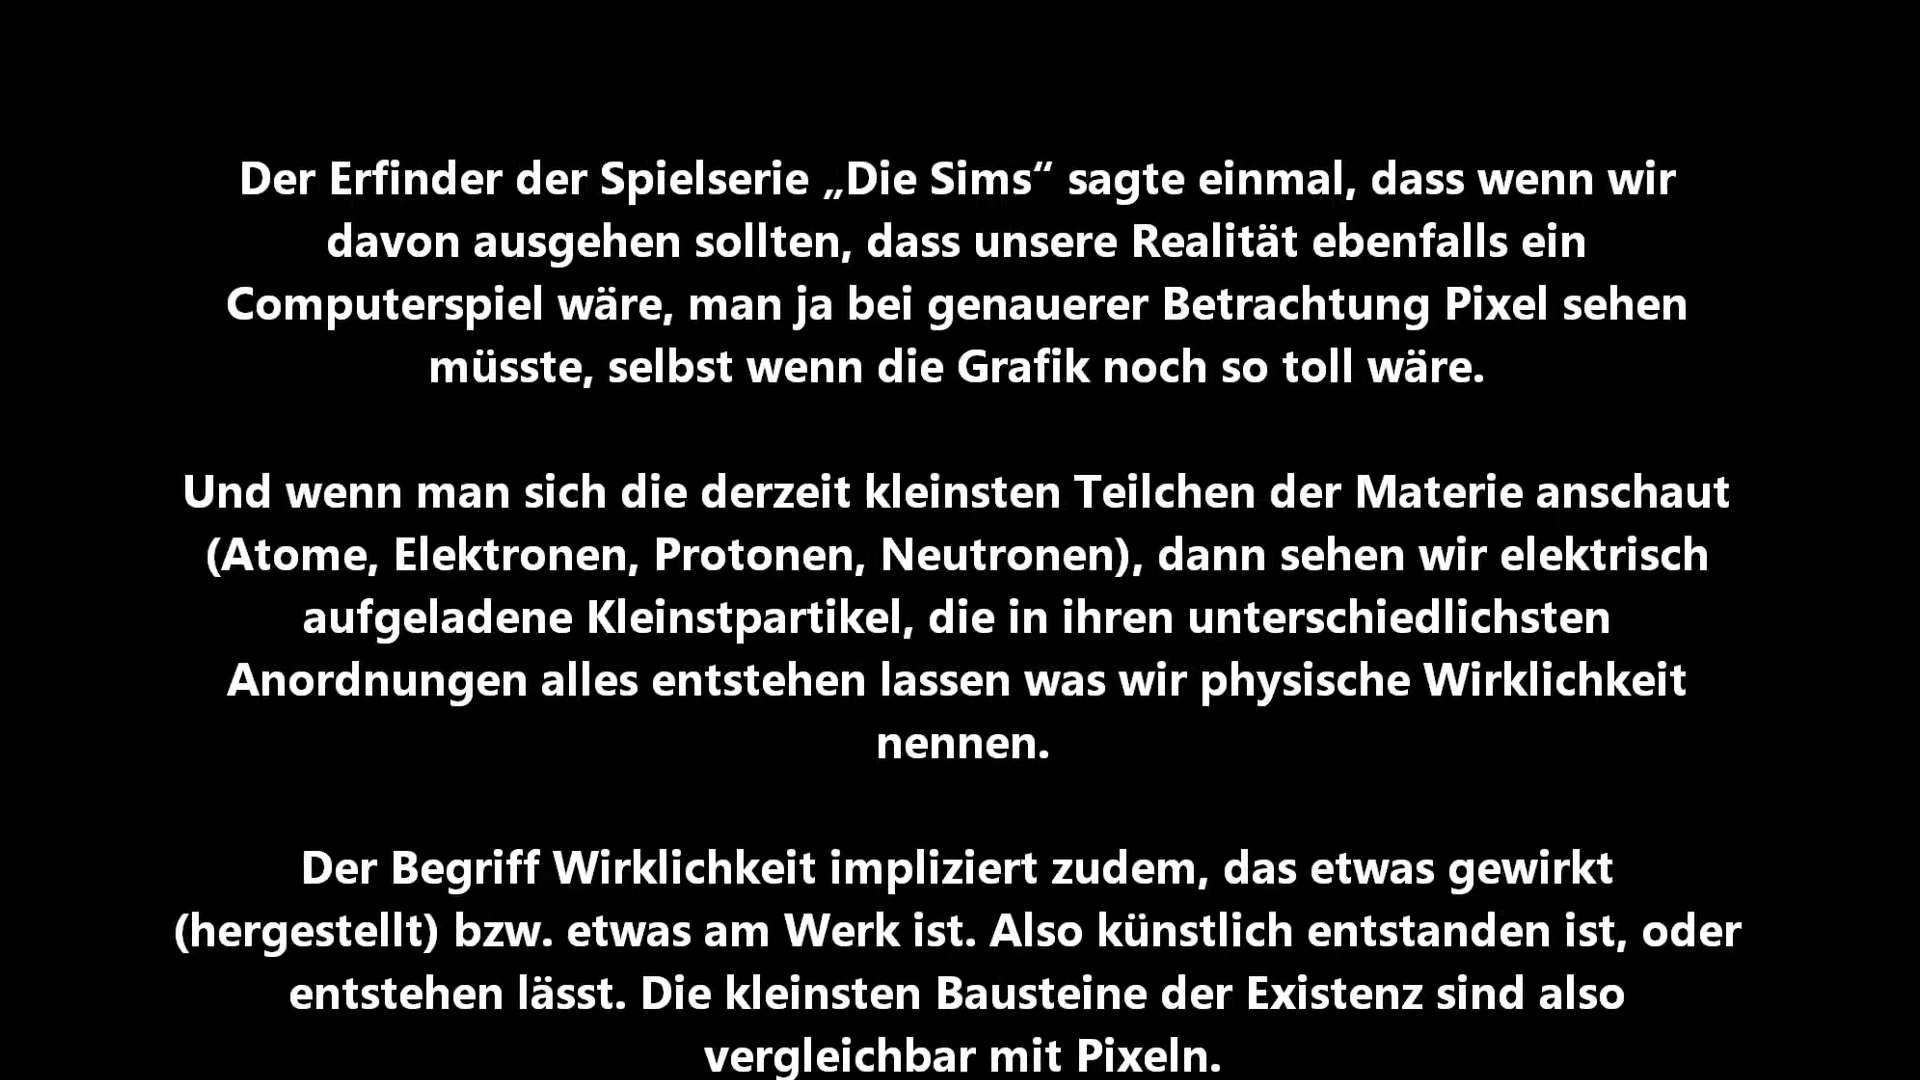 Der Erfinder der Spielserie „Die Sims“ sagte einmal, dass wenn wir
davon ausgehen sollten, dass unsere Realität ebenfalls ein
Computerspiel wäre, man ja bei genauerer Betrachtung Pixel sehen
müsste, selbst wenn die Grafik noch so toll wäre.
Und wenn man sich die derzeit kleinsten Teilchen der Materie anschaut
(Atome, Elektronen, Protonen, Neutronen), dann sehen wir elektrisch
aufgeladene Kleinstpartikel, die in ihren unterschiedlichsten
Anordnungen alles entstehen lassen was wir physische Wirklichkeit
nennen.
Der Begriff Wirklichkeit impliziert zudem, das etwas gewirkt
(hergestellt) bzw. etwas am Werk ist. Also künstlich entstanden ist, oder
entstehen lässt. Die kleinsten Bausteine der Existenz sind also
vergleichbar mit Pixeln.